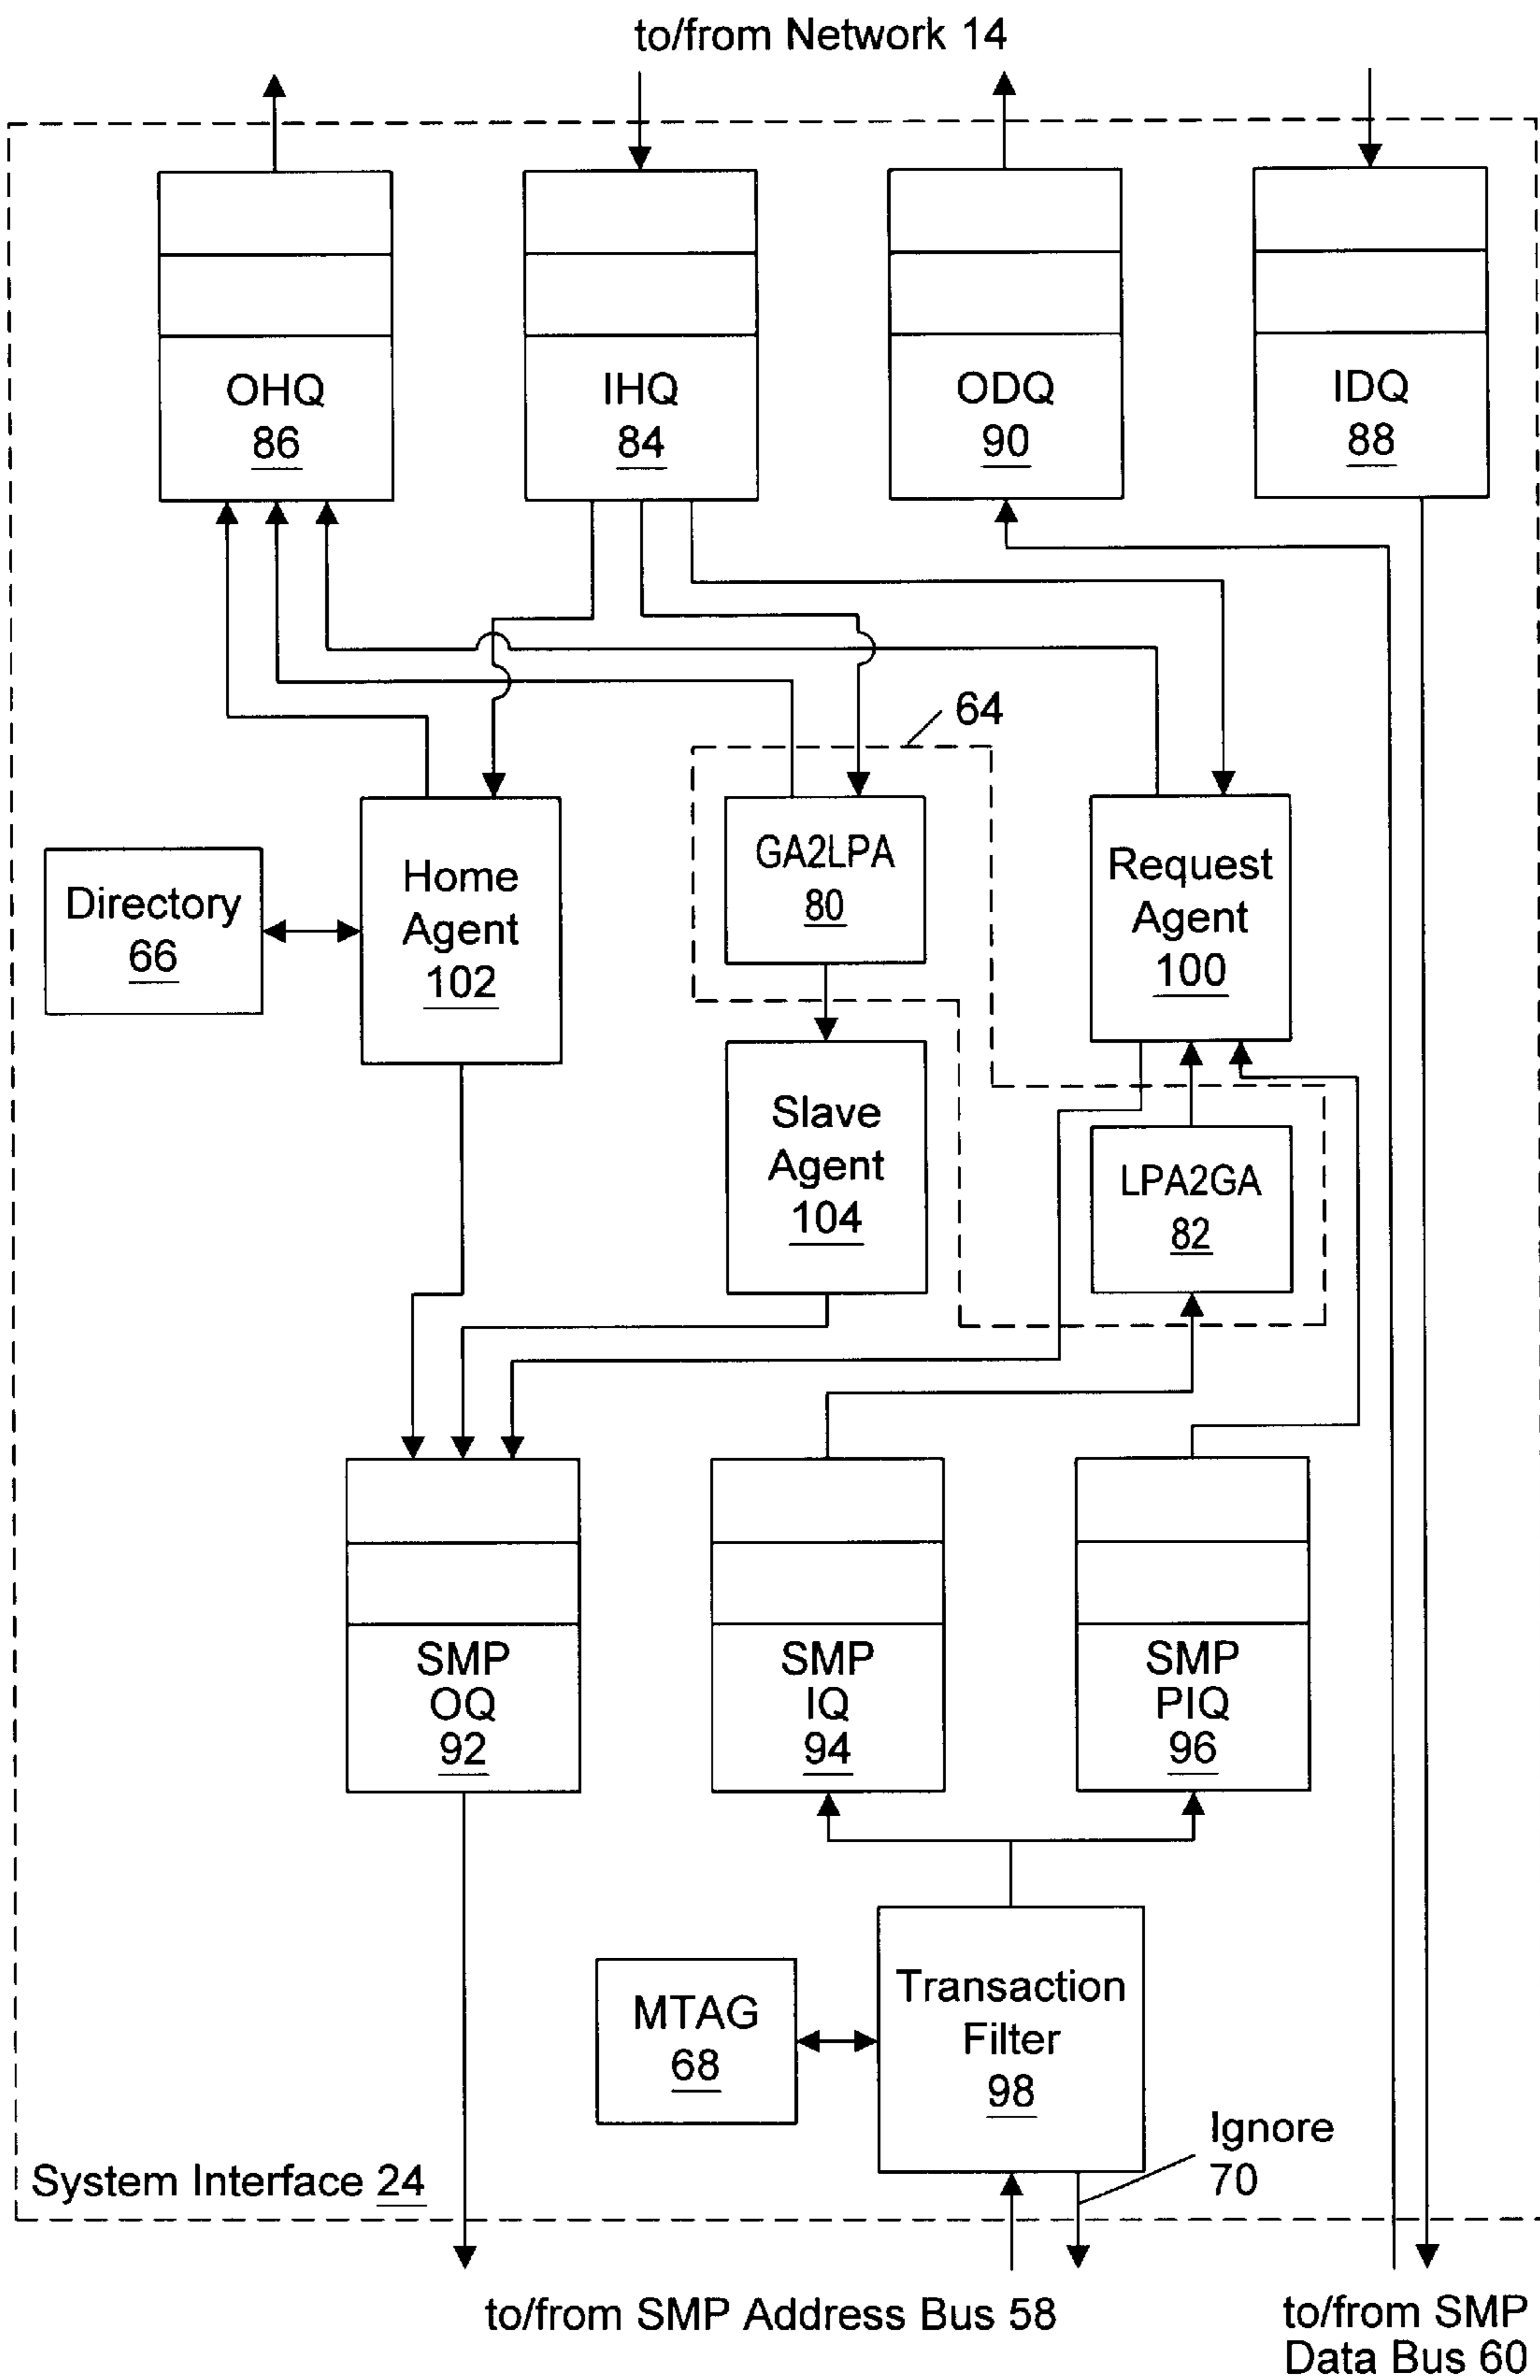 to/from Network 14
OHQ
86
IHQ
84
ODQ
90
IDQ
88
64
Directory
66
Home
Agent
102
GA2LPA
80
Request
Agent
100
Slave
Agent
104
LPA2GA
82
SMP
OQ
92
SMP
IQ
94
SMP
PIQ
96
MTAG
68
Transaction
Filter
98
Ignore
70
System Interface 24
to/from SMP Address Bus 58
to/from SMP
Data Bus 60